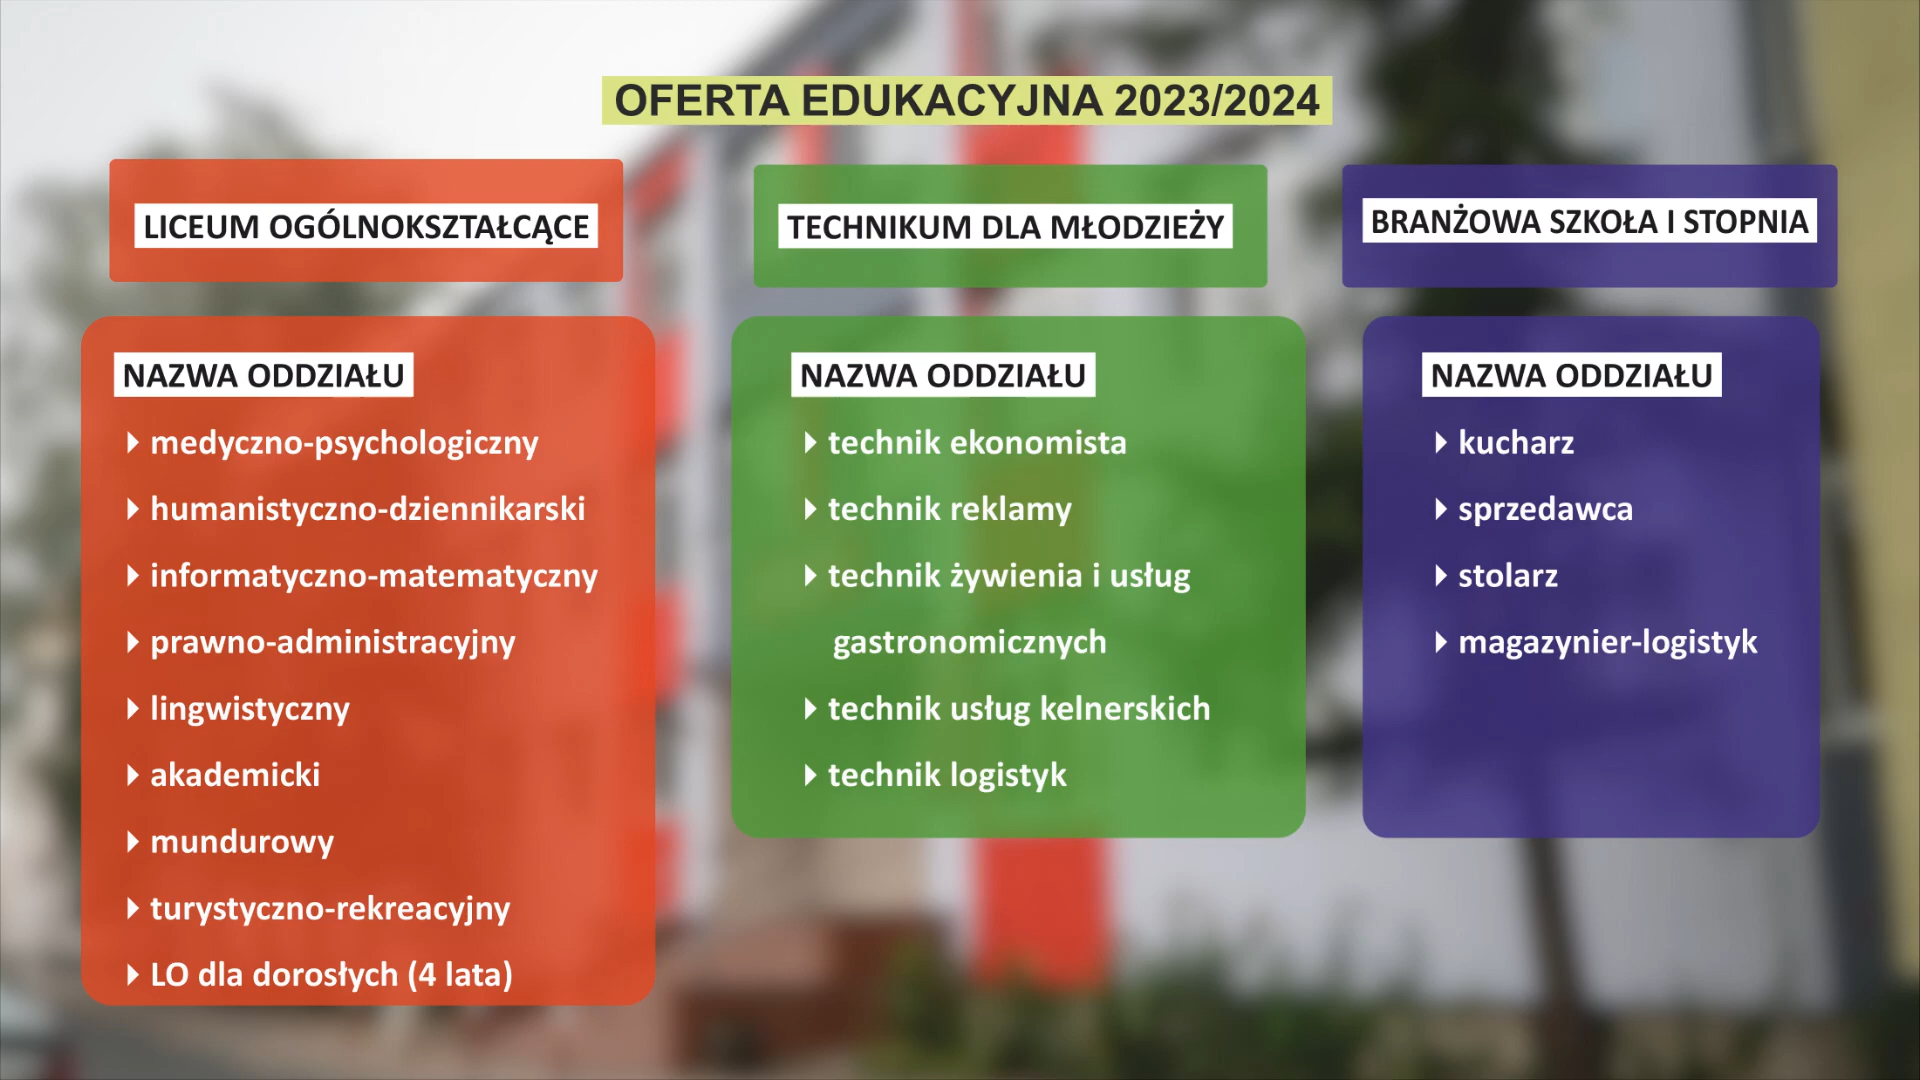 OFERTA EDUKACYJNA 2023/2024
LICEUM OGÓLNOKSZTAŁCĄCE
NAZWA ODDZIAŁU
medyczno-psychologiczny
humanistyczno-dziennikarski
informatyczno-matematyczny
prawno-administracyjny
lingwistyczny
akademicki
mundurowy
turystyczno-rekreacyjny
LO dla dorosłych (4 lata)
TECHNIKUM DLA MŁODZIEŻY
NAZWA ODDZIAŁU
technik ekonomista
technik reklamy
technik żywienia i usług
gastronomicznych
technik usług kelnerskich
technik logistyk
BRANŻOWA SZKOŁA I STOPNIA
NAZWA ODDZIAŁU
kucharz
sprzedawca
stolarz
magazynier-logistyk